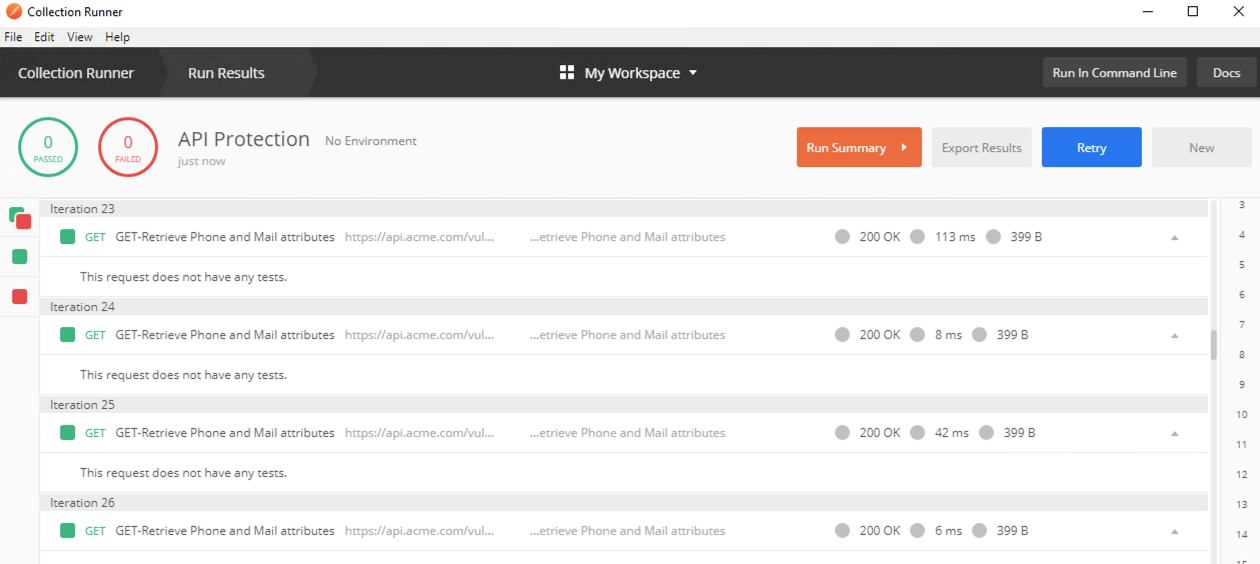 Collection Runner
File Edit View Help
Collection Runner Run Results My Workspace Run In Command Line Docs
0 PASSED
0 FAILED
API Protection No Environment
just now
Run Summary Export Results Retry New
Iteration 23
GET GET-Retrieve Phone and Mail attributes https://api.acme.com/vul... ...etrieve Phone and Mail attributes 200 OK 113 ms 399 B
This request does not have any tests.
Iteration 24
GET GET-Retrieve Phone and Mail attributes https://api.acme.com/vul... ...etrieve Phone and Mail attributes 200 OK 8 ms 399 B
This request does not have any tests.
Iteration 25
GET GET-Retrieve Phone and Mail attributes https://api.acme.com/vul... ...etrieve Phone and Mail attributes 200 OK 42 ms 399 B
This request does not have any tests.
Iteration 26
GET GET-Retrieve Phone and Mail attributes https://api.acme.com/vul... ...etrieve Phone and Mail attributes 200 OK 6 ms 399 B
3
4
5
6
7
8
9
10
11
12
13
14